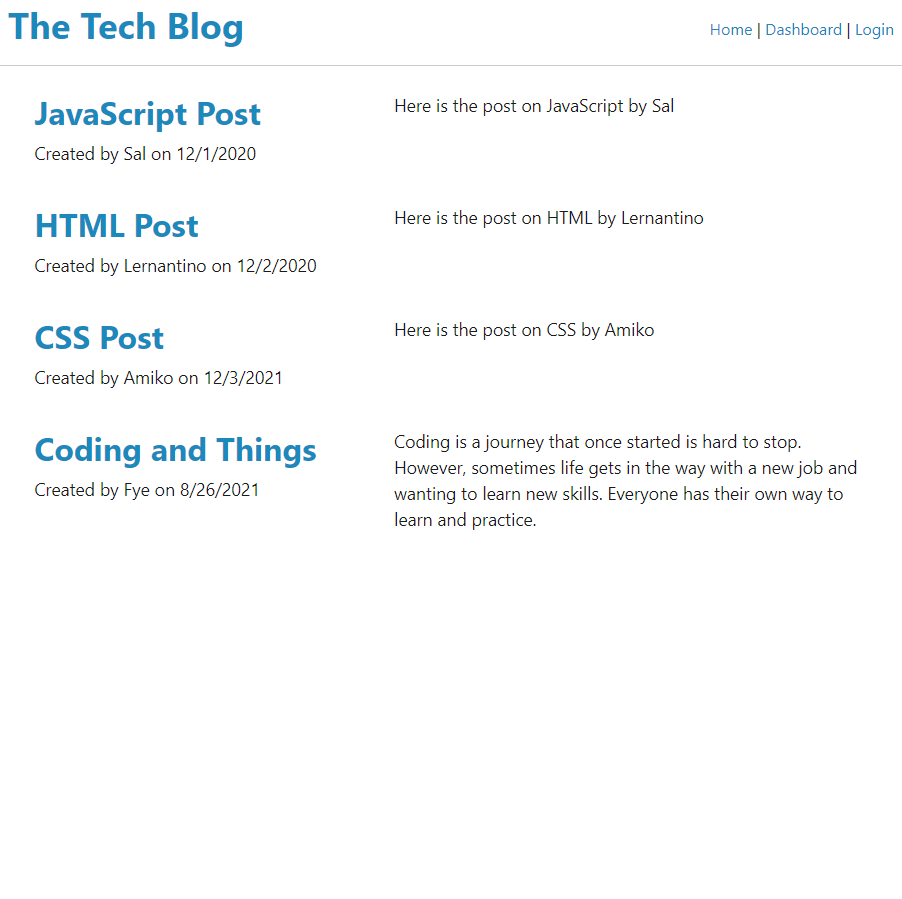 The Tech Blog
Home | Dashboard | Login
JavaScript Post
Created by Sal on 12/1/2020
Here is the post on JavaScript by Sal
HTML Post
Created by Lernantino on 12/2/2020
Here is the post on HTML by Lernantino
CSS Post
Created by Amiko on 12/3/2021
Here is the post on CSS by Amiko
Coding and Things
Created by Fye on 8/26/2021
Coding is a journey that once started is hard to stop.
However, sometimes life gets in the way with a new job and
wanting to learn new skills. Everyone has their own way to
learn and practice.